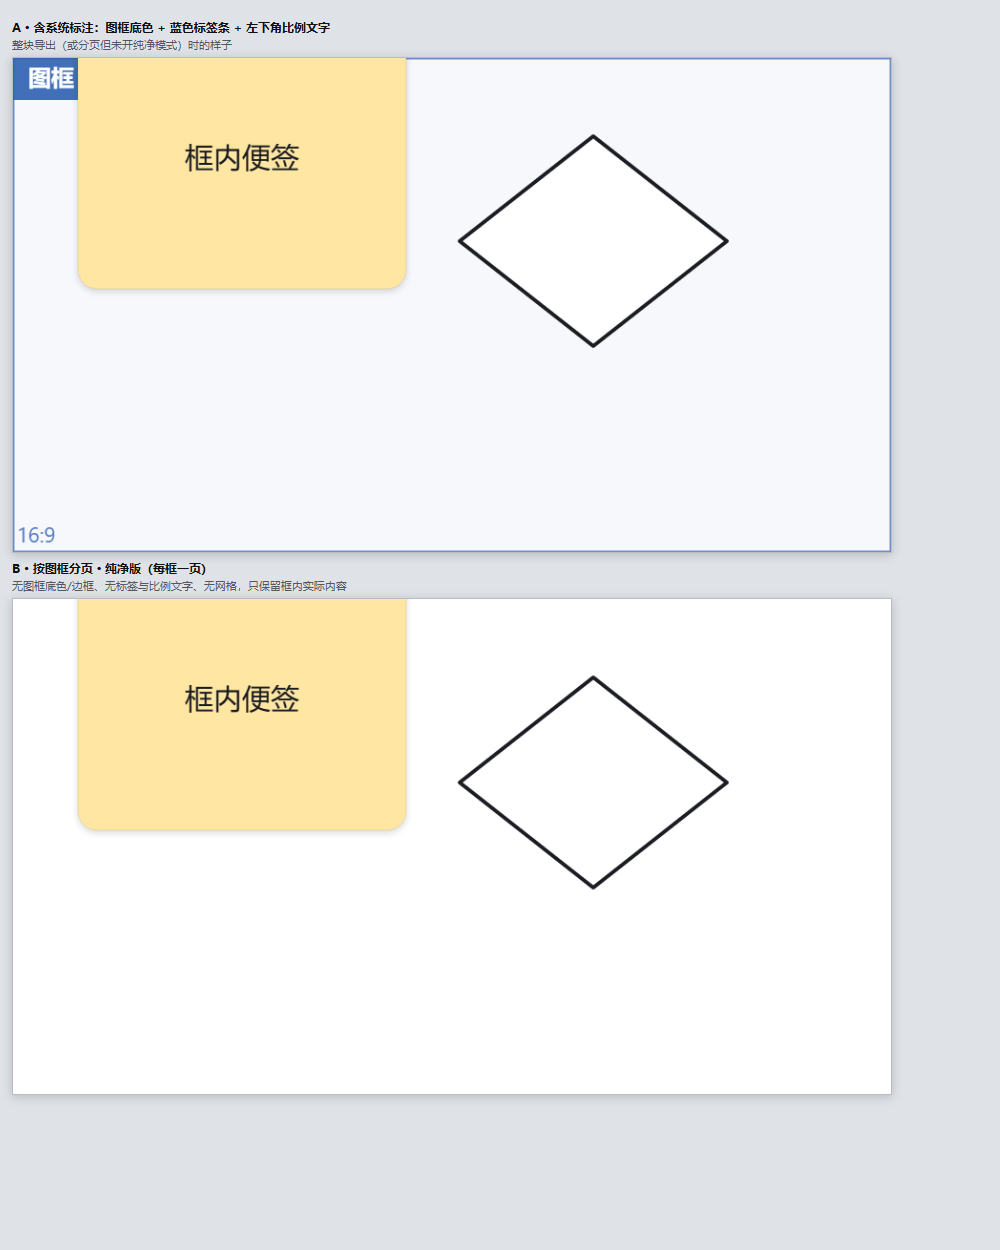 A • 含系统标注：图框底色 + 蓝色标签条 + 左下角比例文字
整块导出（或分页但未开纯净模式）时的样子
图框
框内便签
16:9
B • 按图框分页 • 纯净版（每框一页）
无图框底色/边框、无标签与比例文字、无网格，只保留框内实际内容
框内便签